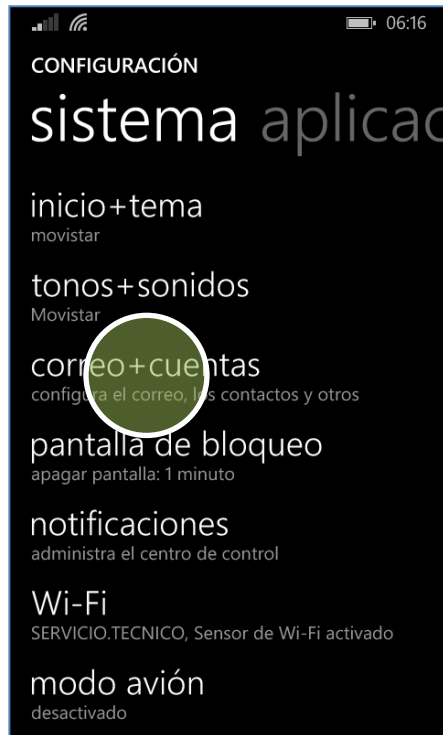 06:16
CONFIGURACIÓN
sistema aplicac
inicio+tema
movistar
tonos+sonidos
Movistar
correo+cuentas
configura el correo, los contactos y otros
pantalla de bloqueo
apagar pantalla: 1 minuto
notificaciones
administra el centro de control
Wi-Fi
SERVICIO.TECNICO, Sensor de Wi-Fi activado
modo avión
desactivado